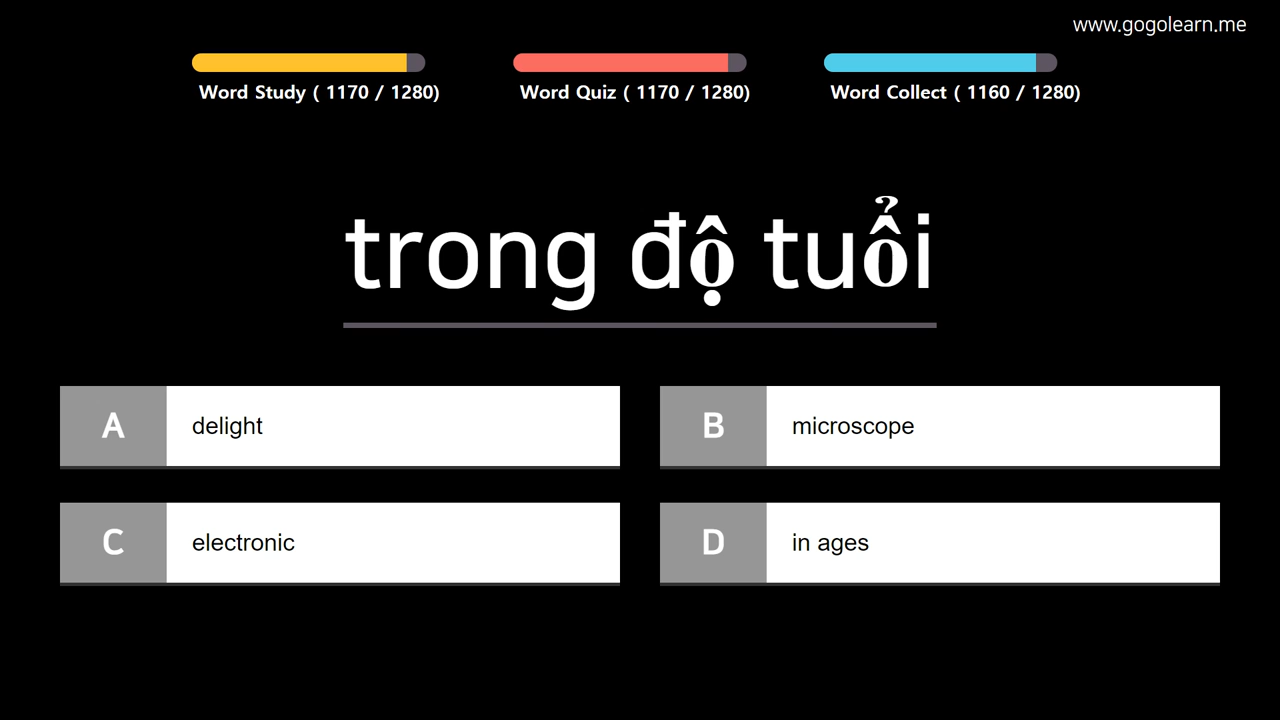 www.gogolearn.me
Word Study ( 1170 / 1280)
Word Quiz ( 1170 / 1280)
Word Collect ( 1160 / 1280)
trong độ tuổi
A delight
B microscope
C electronic
D in ages